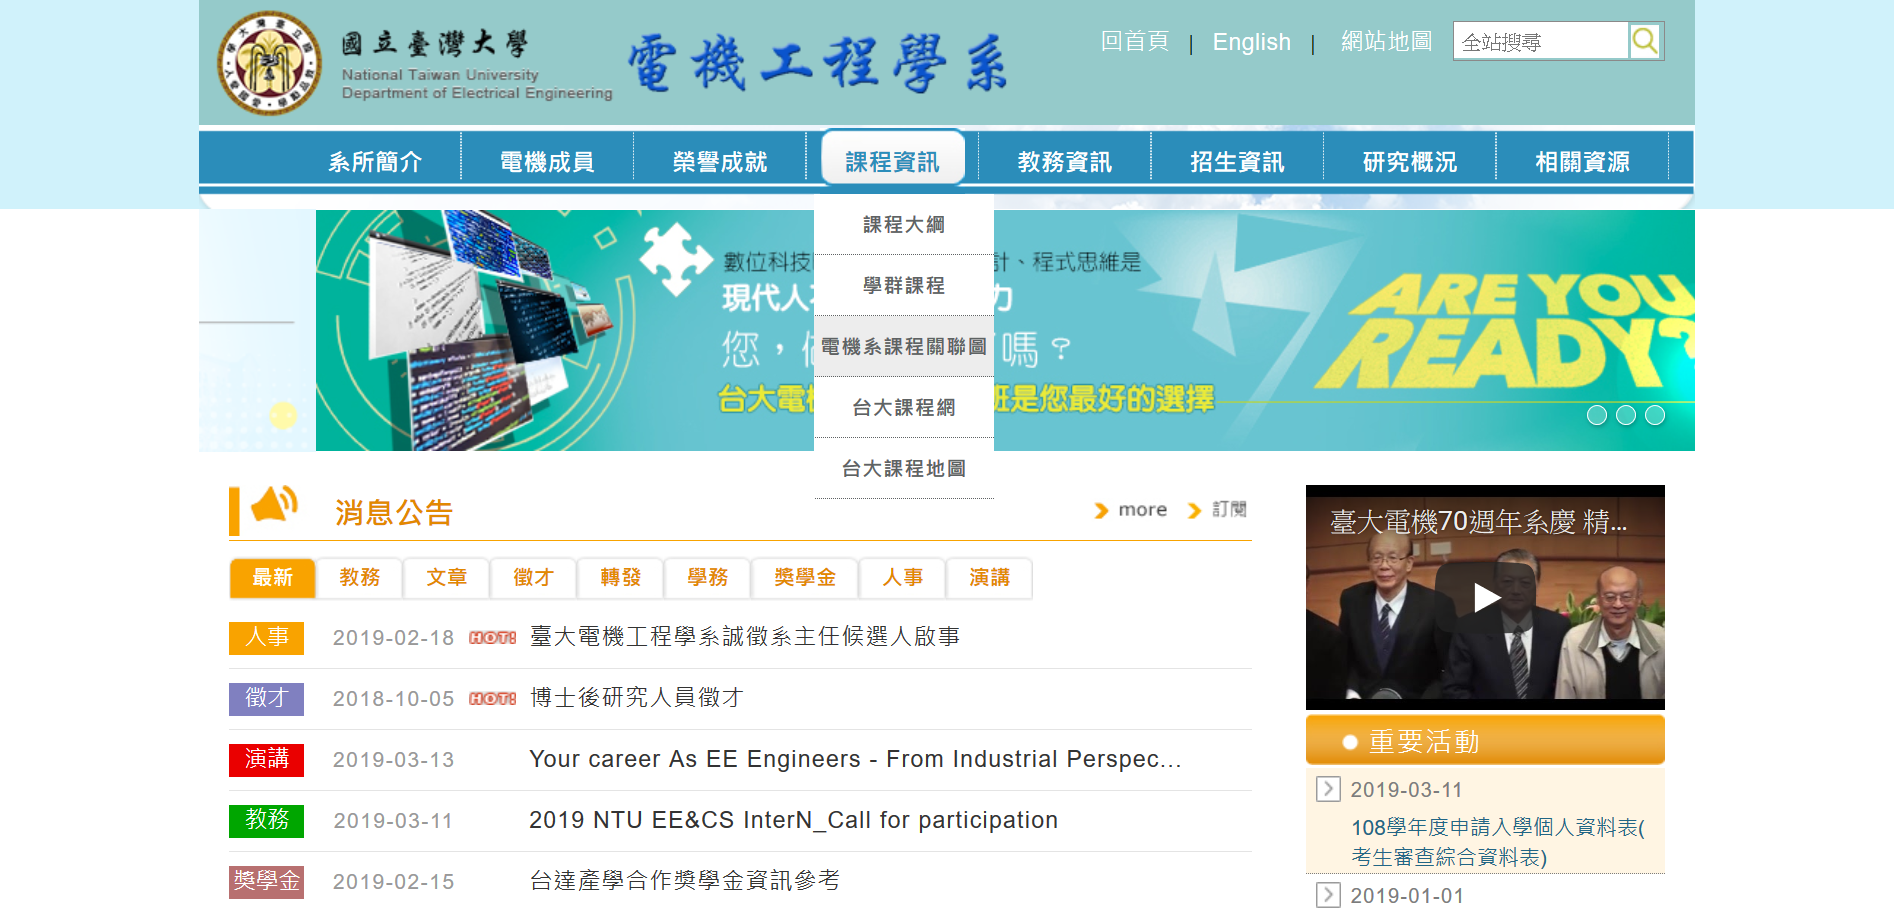 國立臺灣大學
National Taiwan University
Department of Electrical Engineering
電機工程學系
回首頁 | English | 網站地圖
全站搜尋
系所簡介 電機成員 榮譽成就 課程資訊 教務資訊 招生資訊 研究概況 相關資源
課程大綱
學群課程
電機系課程關聯圖
台大課程網
台大課程地圖
數位科技 計、程式思維是
現代人 力
您， 嗎？
台大電 班是您最好的選擇
ARE YOU
READY?
消息公告
more 訂閱
最新 教務 文章 徵才 轉發 學務 獎學金 人事 演講
人事 2019-02-18 HOT! 臺大電機工程學系誠徵系主任候選人啟事
徵才 2018-10-05 HOT! 博士後研究人員徵才
演講 2019-03-13 Your career As EE Engineers - From Industrial Perspec...
教務 2019-03-11 2019 NTU EE&CS InterN_Call for participation
獎學金 2019-02-15 台達產學合作獎學金資訊參考
臺大電機70週年系慶 精...
重要活動
2019-03-11
108學年度申請入學個人資料表(
考生審查綜合資料表)
2019-01-01